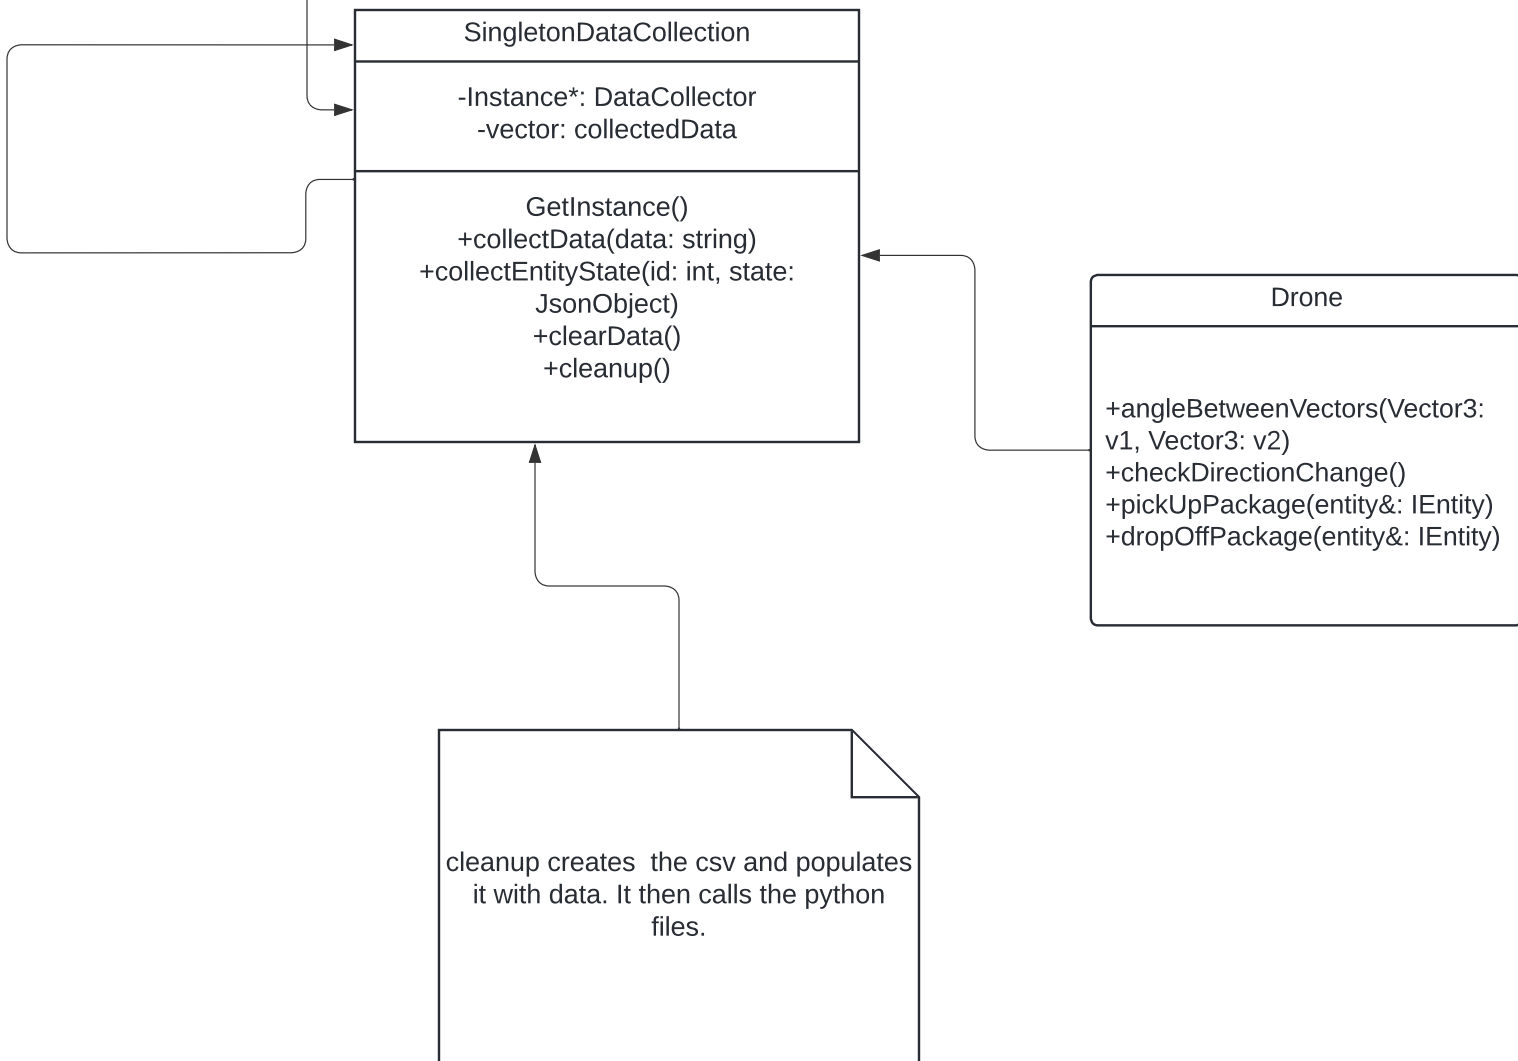 SingletonDataCollection
-Instance*: DataCollector
-vector: collectedData
GetInstance()
+collectData(data: string)
+collectEntityState(id: int, state:
JsonObject)
+clearData()
+cleanup()
Drone
+angleBetweenVectors(Vector3:
v1, Vector3: v2)
+checkDirectionChange()
+pickUpPackage(entity&: IEntity)
+dropOffPackage(entity&: IEntity)
cleanup creates  the csv and populates
it with data. It then calls the python
files.